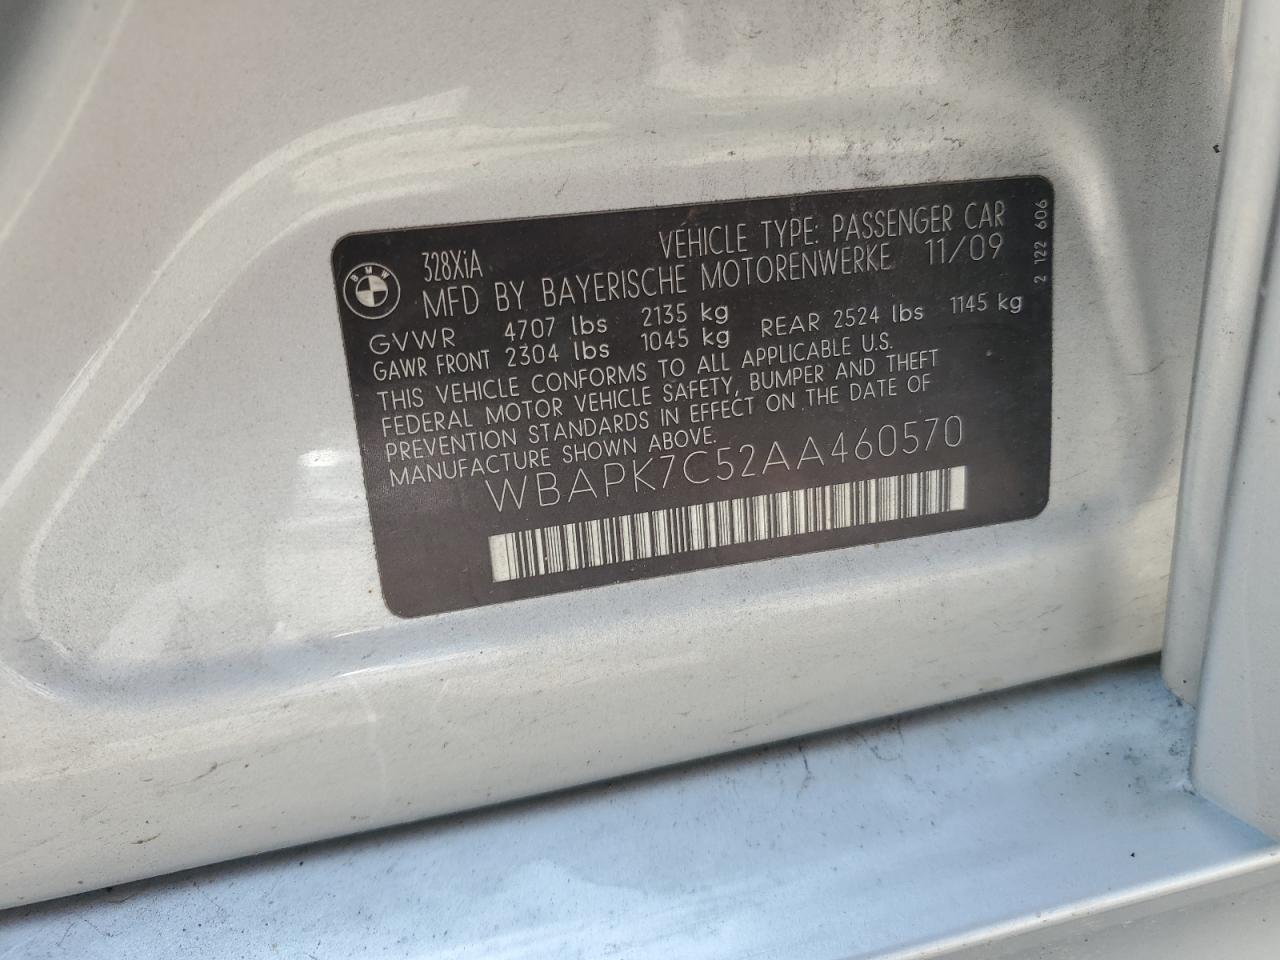 BMW
328XiA
VEHICLE TYPE: PASSENGER CAR
MFD BY BAYERISCHE MOTORENWERKE 11/09
GVWR 4707 lbs 2135 kg
GAWR FRONT 2304 lbs 1045 kg REAR 2524 lbs 1145 kg
THIS VEHICLE CONFORMS TO ALL APPLICABLE U.S.
FEDERAL MOTOR VEHICLE SAFETY, BUMPER AND THEFT
PREVENTION STANDARDS IN EFFECT ON THE DATE OF
MANUFACTURE SHOWN ABOVE.
WBAPK7C52AA460570
2 122 606